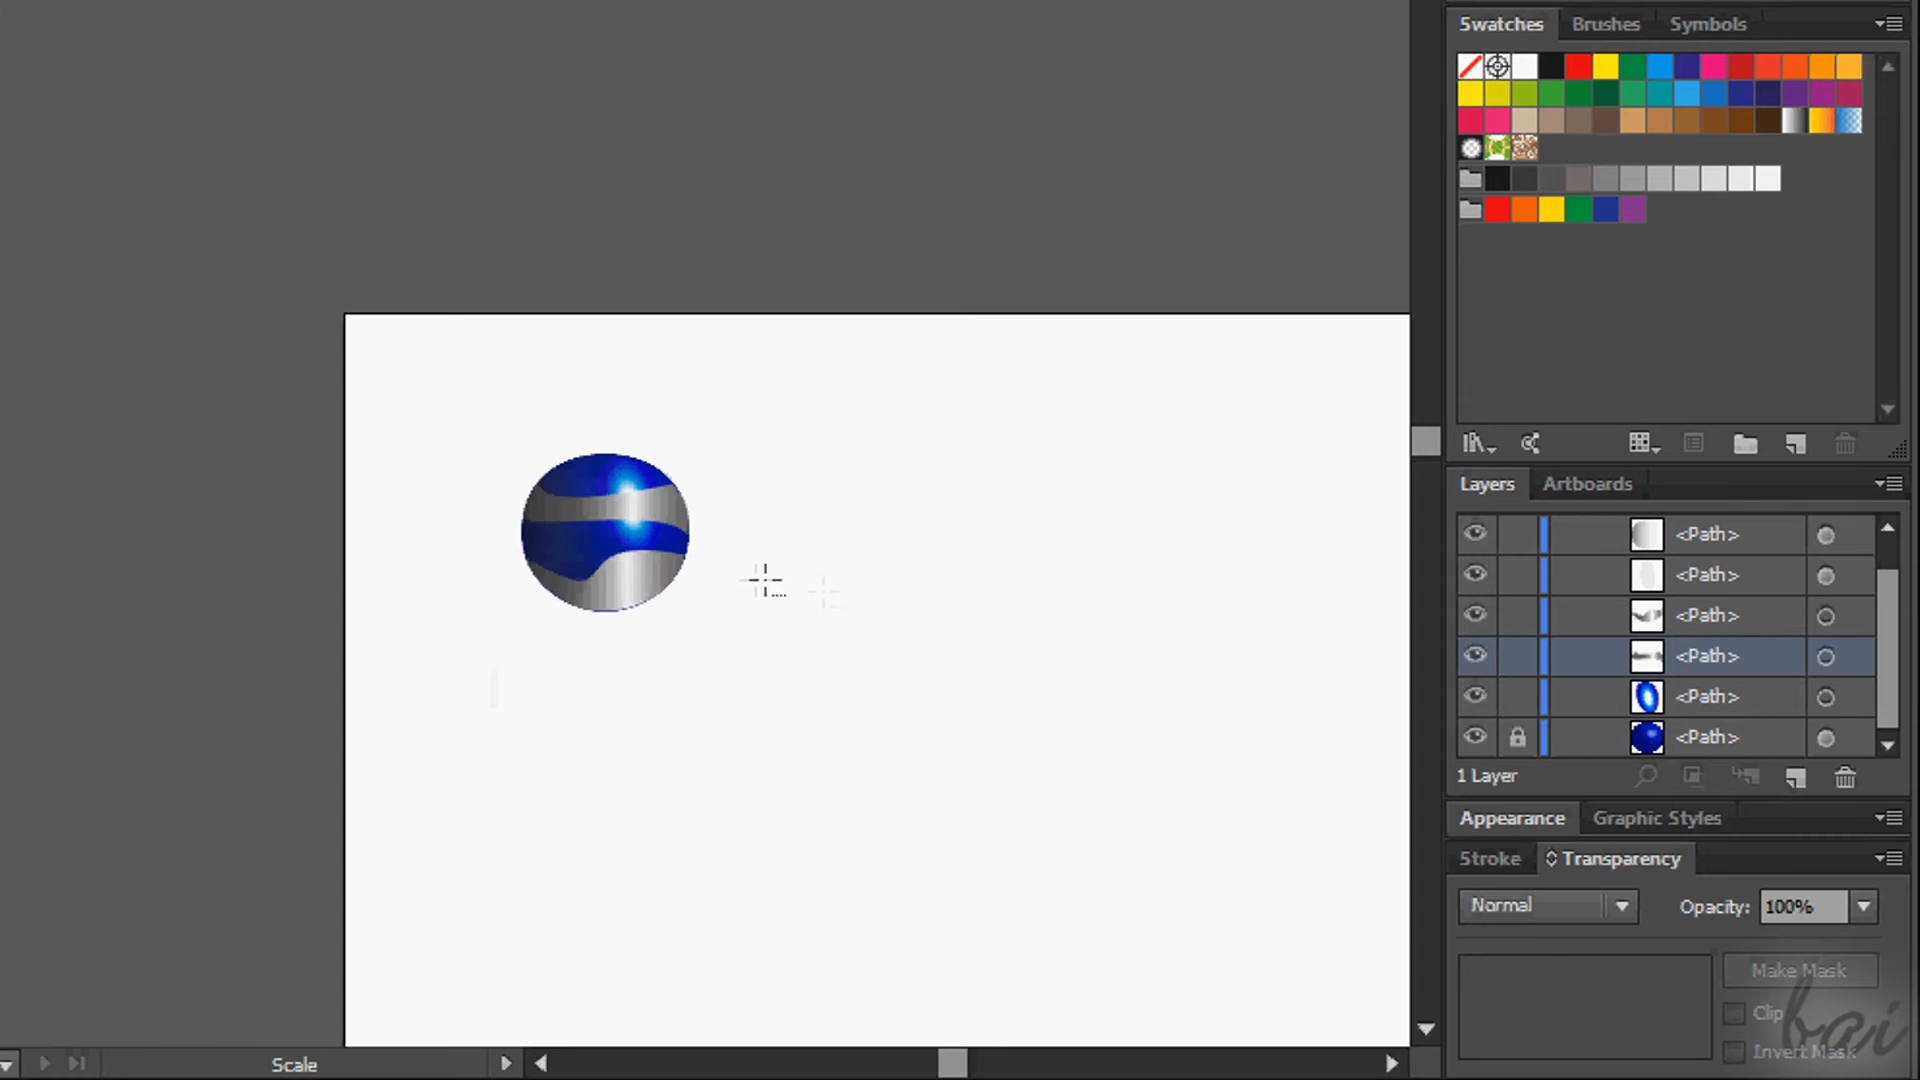 Swatches Brushes Symbols
Layers Artboards
<Path>
<Path>
<Path>
<Path>
<Path>
<Path>
1 Layer
Appearance Graphic Styles
Stroke Transparency
Normal Opacity: 100%
Make Mask
Clip
Invert Mask
bai
Scale